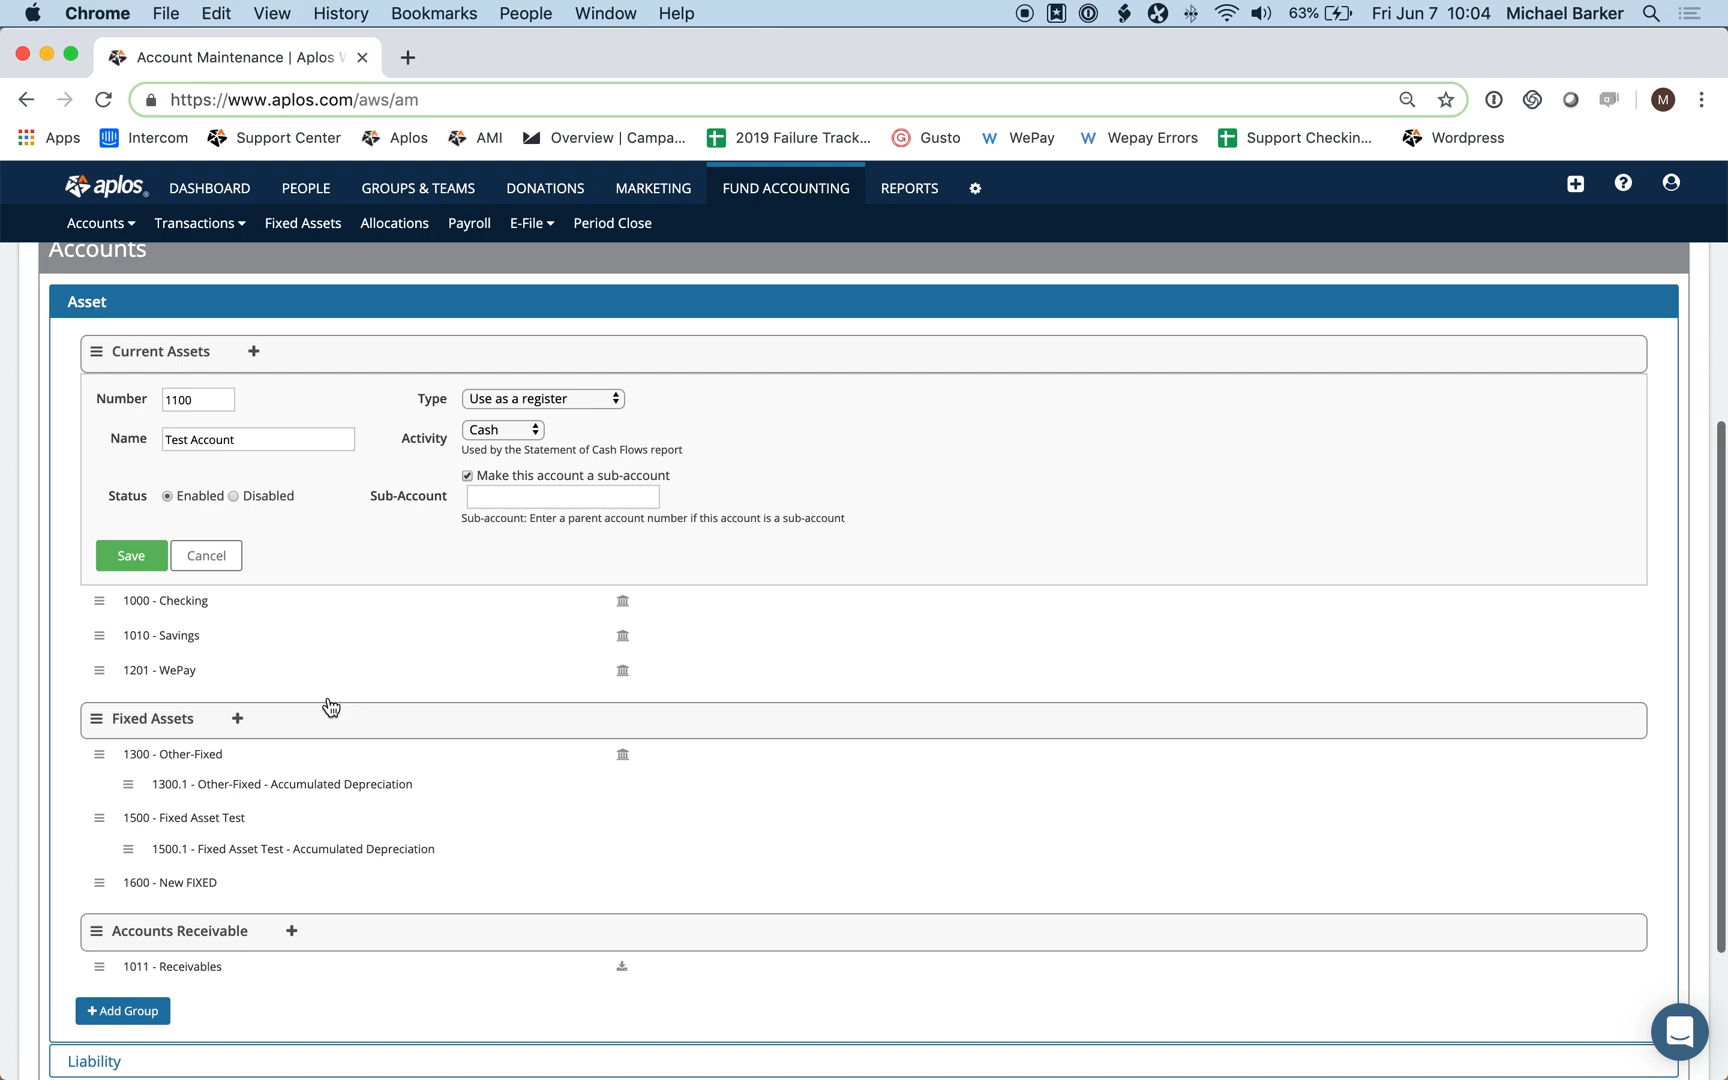 Chrome File Edit View History Bookmarks People Window Help 63% Fri Jun 7 10:04 Michael Barker
Account Maintenance | Aplos
https://www.aplos.com/aws/am M
Apps Intercom Support Center Aplos AMI Overview | Campa... 2019 Failure Track... Gusto WePay Wepay Errors Support Checkin... Wordpress
aplos DASHBOARD PEOPLE GROUPS & TEAMS DONATIONS MARKETING FUND ACCOUNTING REPORTS
Accounts Transactions Fixed Assets Allocations Payroll E-File Period Close
Accounts
Asset
Current Assets
Number 1100 Type Use as a register
Name Test Account Activity Cash
Used by the Statement of Cash Flows report
Make this account a sub-account
Status Enabled Disabled Sub-Account
Sub-account: Enter a parent account number if this account is a sub-account
Save Cancel
1000 - Checking
1010 - Savings
1201 - WePay
Fixed Assets
1300 - Other-Fixed
1300.1 - Other-Fixed - Accumulated Depreciation
1500 - Fixed Asset Test
1500.1 - Fixed Asset Test - Accumulated Depreciation
1600 - New FIXED
Accounts Receivable
1011 - Receivables
+ Add Group
Liability